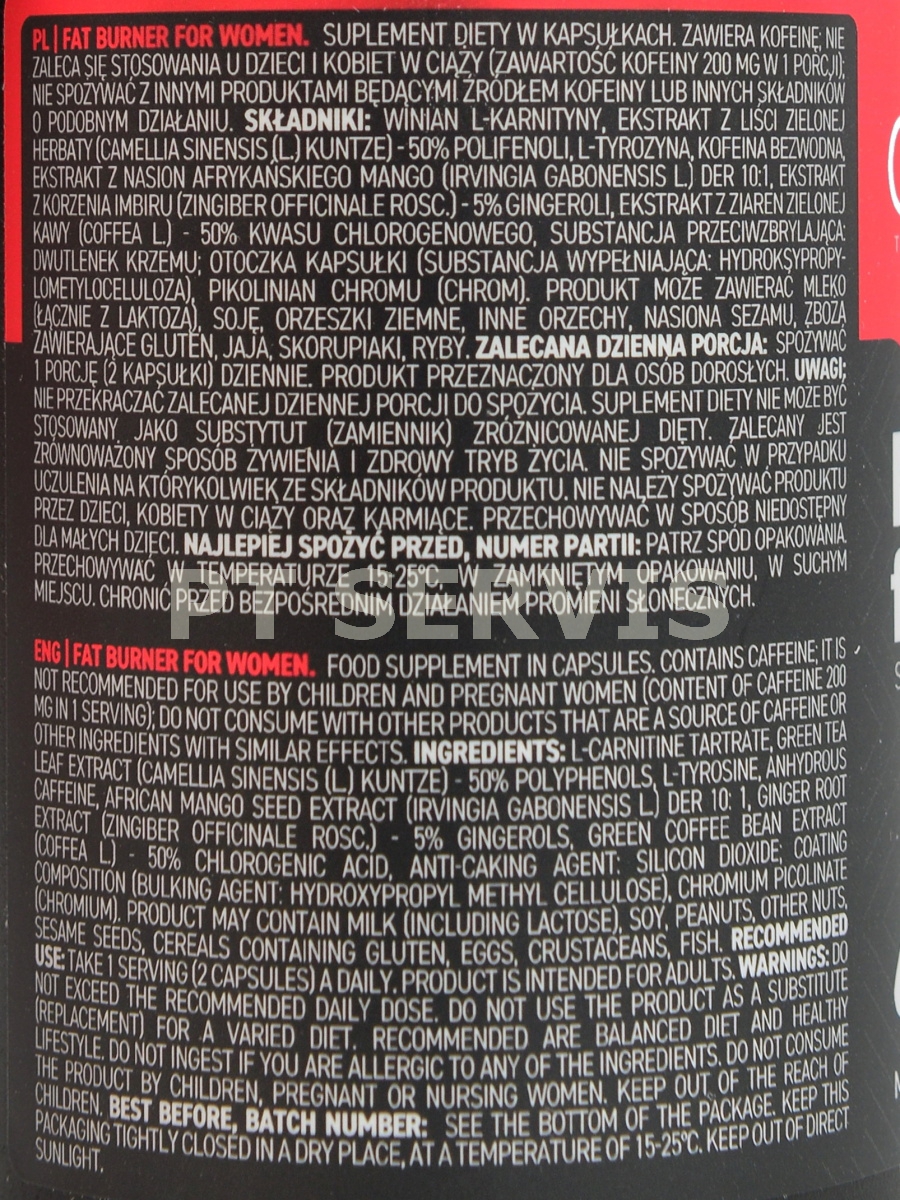 PL | FAT BURNER FOR WOMEN. SUPLEMENT DIETY W KAPSUŁKACH. ZAWIERA KOFEINĘ; NIE
ZALECA SIĘ STOSOWANIA U DZIECI I KOBIET W CIĄŻY (ZAWARTOŚĆ KOFEINY 200 MG W 1 PORCJI);
NIE SPOŻYWAĆ Z INNYMI PRODUKTAMI BĘDĄCYMI ŹRÓDŁEM KOFEINY LUB INNYCH SKŁADNIKÓW
O PODOBNYM DZIAŁANIU. SKŁADNIKI: WINIAN L-KARNITYNY, EKSTRAKT Z LIŚCI ZIELONEJ
HERBATY (CAMELLIA SINENSIS (L.) KUNTZE) - 50% POLIFENOLI, L-TYROZYNA, KOFEINA BEZWODNA,
EKSTRAKT Z NASION AFRYKAŃSKIEGO MANGO (IRVINGIA GABONENSIS L.) DER 10:1, EKSTRAKT
Z KORZENIA IMBIRU (ZINGIBER OFFICINALE ROSC.) - 5% GINGEROLI, EKSTRAKT Z ZIAREN ZIELONEJ
KAWY (COFFEA L.) - 50% KWASU CHLOROGENOWEGO, SUBSTANCJA PRZECIWZBRYLAJĄCA:
DWUTLENEK KRZEMU; OTOCZKA KAPSUŁKI (SUBSTANCJA WYPEŁNIAJĄCA: HYDROKSYPROPY-
LOMETYLOCELULOZA), PIKOLINIAN CHROMU (CHROM). PRODUKT MOŻE ZAWIERAĆ MLEKO
(ŁĄCZNIE Z LAKTOZĄ), SOJĘ, ORZESZKI ZIEMNE, INNE ORZECHY, NASIONA SEZAMU, ZBOŻA
ZAWIERAJĄCE GLUTEN, JAJA, SKORUPIAKI, RYBY. ZALECANA DZIENNA PORCJA: SPOŻYWAĆ
1 PORCJĘ (2 KAPSUŁKI) DZIENNIE. PRODUKT PRZEZNACZONY DLA OSÓB DOROSŁYCH. UWAGI:
NIE PRZEKRACZAĆ ZALECANEJ DZIENNEJ PORCJI DO SPOŻYCIA. SUPLEMENT DIETY NIE MOŻE BYĆ
STOSOWANY JAKO SUBSTYTUT (ZAMIENNIK) ZRÓŻNICOWANEJ DIETY. ZALECANY JEST
ZRÓWNOWAŻONY SPOSÓB ŻYWIENIA I ZDROWY TRYB ŻYCIA. NIE SPOŻYWAĆ W PRZYPADKU
UCZULENIA NA KTÓRYKOLWIEK ZE SKŁADNIKÓW PRODUKTU. NIE NALEŻY SPOŻYWAĆ PRODUKTU
PRZEZ DZIECI, KOBIETY W CIĄŻY ORAZ KARMIĄCE. PRZECHOWYWAĆ W SPOSÓB NIEDOSTĘPNY
DLA MAŁYCH DZIECI. NAJLEPIEJ SPOŻYĆ PRZED, NUMER PARTII: PATRZ SPÓD OPAKOWANIA.
PRZECHOWYWAĆ W TEMPERATURZE 15-25°C, W ZAMKNIĘTYM OPAKOWANIU, W SUCHYM
MIEJSCU. CHRONIĆ PRZED BEZPOŚREDNIM DZIAŁANIEM PROMIENI SŁONECZNYCH.
PT SERVIS
ENG | FAT BURNER FOR WOMEN. FOOD SUPPLEMENT IN CAPSULES. CONTAINS CAFFEINE; IT IS
NOT RECOMMENDED FOR USE BY CHILDREN AND PREGNANT WOMEN (CONTENT OF CAFFEINE 200
MG IN 1 SERVING); DO NOT CONSUME WITH OTHER PRODUCTS THAT ARE A SOURCE OF CAFFEINE OR
OTHER INGREDIENTS WITH SIMILAR EFFECTS. INGREDIENTS: L-CARNITINE TARTRATE, GREEN TEA
LEAF EXTRACT (CAMELLIA SINENSIS (L.) KUNTZE) - 50% POLYPHENOLS, L-TYROSINE, ANHYDROUS
CAFFEINE, AFRICAN MANGO SEED EXTRACT (IRVINGIA GABONENSIS L.) DER 10: 1, GINGER ROOT
EXTRACT (ZINGIBER OFFICINALE ROSC.) - 5% GINGEROLS, GREEN COFFEE BEAN EXTRACT
(COFFEA L.) - 50% CHLOROGENIC ACID, ANTI-CAKING AGENT: SILICON DIOXIDE; COATING
COMPOSITION (BULKING AGENT: HYDROXYPROPYL METHYL CELLULOSE), CHROMIUM PICOLINATE
(CHROMIUM). PRODUCT MAY CONTAIN MILK (INCLUDING LACTOSE), SOY, PEANUTS, OTHER NUTS,
SESAME SEEDS, CEREALS CONTAINING GLUTEN, EGGS, CRUSTACEANS, FISH. RECOMMENDED
USE: TAKE 1 SERVING (2 CAPSULES) A DAILY. PRODUCT IS INTENDED FOR ADULTS. WARNINGS: DO
NOT EXCEED THE RECOMMENDED DAILY DOSE. DO NOT USE THE PRODUCT AS A SUBSTITUTE
(REPLACEMENT) FOR A VARIED DIET. RECOMMENDED ARE BALANCED DIET AND HEALTHY
LIFESTYLE. DO NOT INGEST IF YOU ARE ALLERGIC TO ANY OF THE INGREDIENTS. DO NOT CONSUME
THE PRODUCT BY CHILDREN, PREGNANT OR NURSING WOMEN. KEEP OUT OF THE REACH OF
CHILDREN. BEST BEFORE, BATCH NUMBER: SEE THE BOTTOM OF THE PACKAGE. KEEP THIS
PACKAGING TIGHTLY CLOSED IN A DRY PLACE, AT A TEMPERATURE OF 15-25°C. KEEP OUT OF DIRECT
SUNLIGHT.